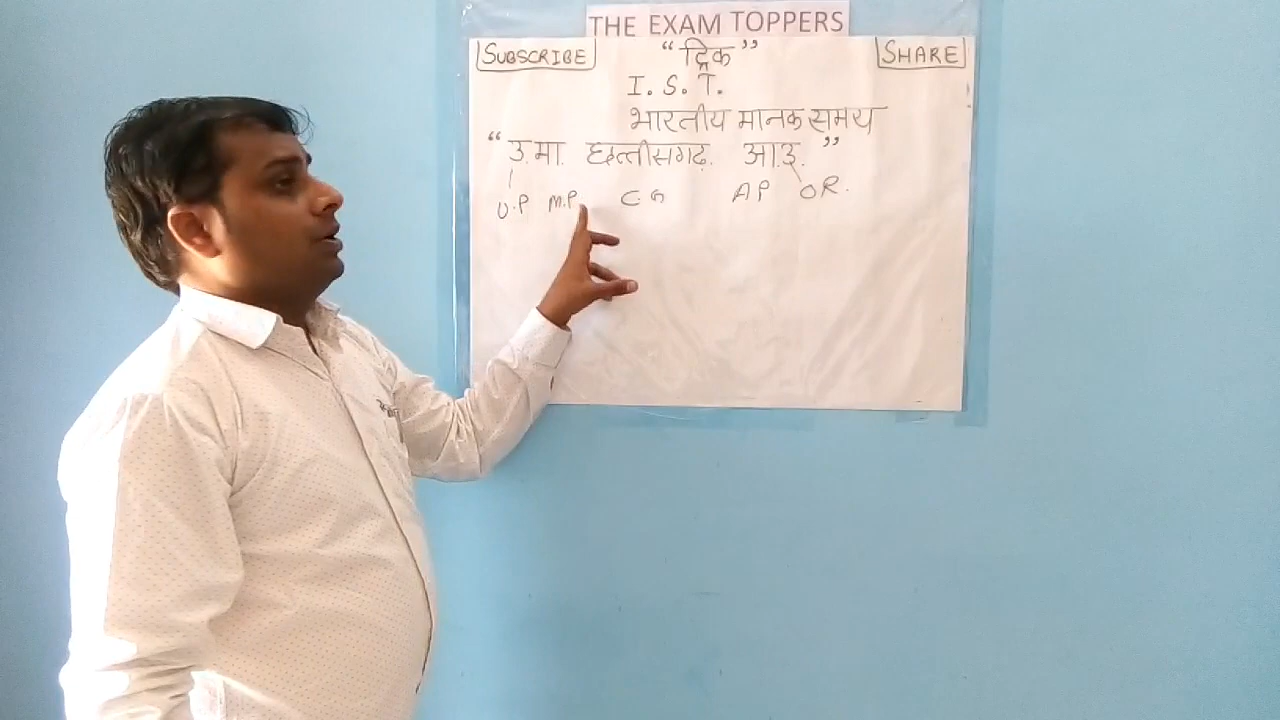 THE EXAM TOPPERS
SUBSCRIBE "ट्रिक" SHARE
I. S. T.
भारतीय मानक समय
"उ.मा. छत्तीसगढ़. आ.उ."
U.P M.P C.G A P O R.